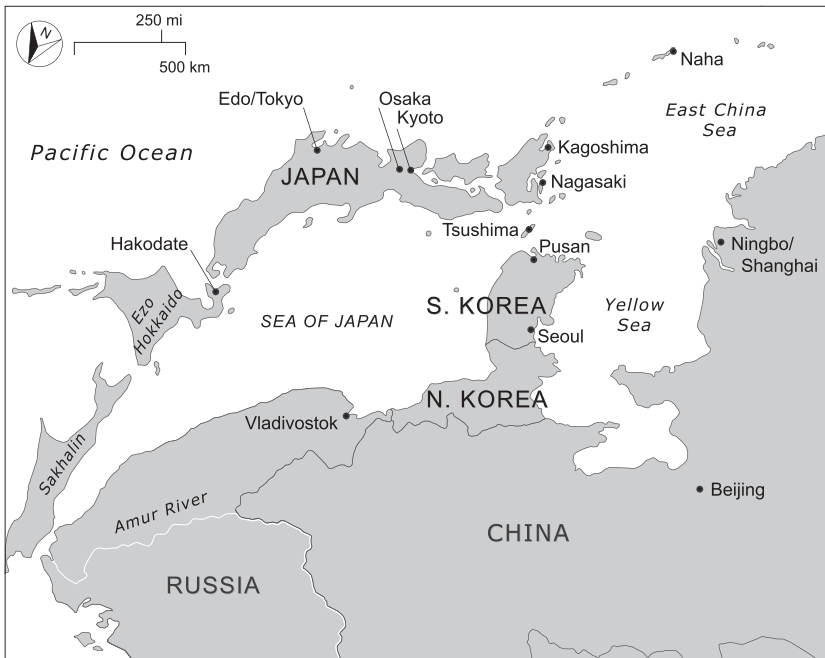 N
250 mi
500 km
Naha
Edo/Tokyo
Osaka
Kyoto
East China
Sea
Pacific Ocean
Kagoshima
JAPAN
Nagasaki
Tsushima
Hakodate
Pusan
Ningbo/
Shanghai
Ezo
Hokkaido
S. KOREA
Yellow
Sea
SEA OF JAPAN
Seoul
N. KOREA
Vladivostok
Sakhalin
Beijing
Amur River
CHINA
RUSSIA